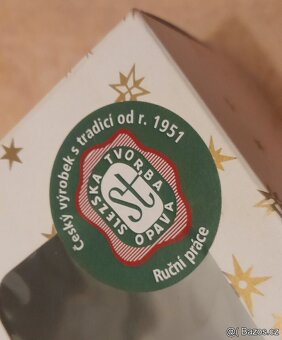 Český výrobek s tradicí od r. 1951
SLEZSKÁ TVORBA
OPAVA
ST
Ruční práce
© Bazos.cz